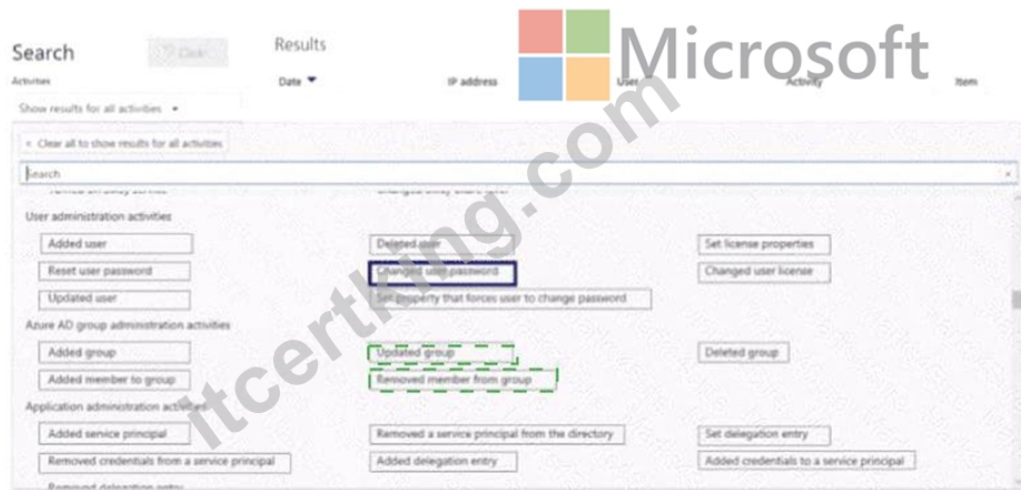 Search
Clear
Results
Microsoft
Activities
Date
IP address
User
Activity
Item
Show results for all activities
× Clear all to show results for all activities
Search
User administration activities
Added user
Deleted user
Set license properties
Reset user password
Changed user password
Changed user license
Updated user
Set property that forces user to change password
Azure AD group administration activities
Added group
Updated group
Deleted group
Added member to group
Removed member from group
Application administration activities
Added service principal
Removed a service principal from the directory
Set delegation entry
Removed credentials from a service principal
Added delegation entry
Added credentials to a service principal
Removed delegation entry
itcertking.com